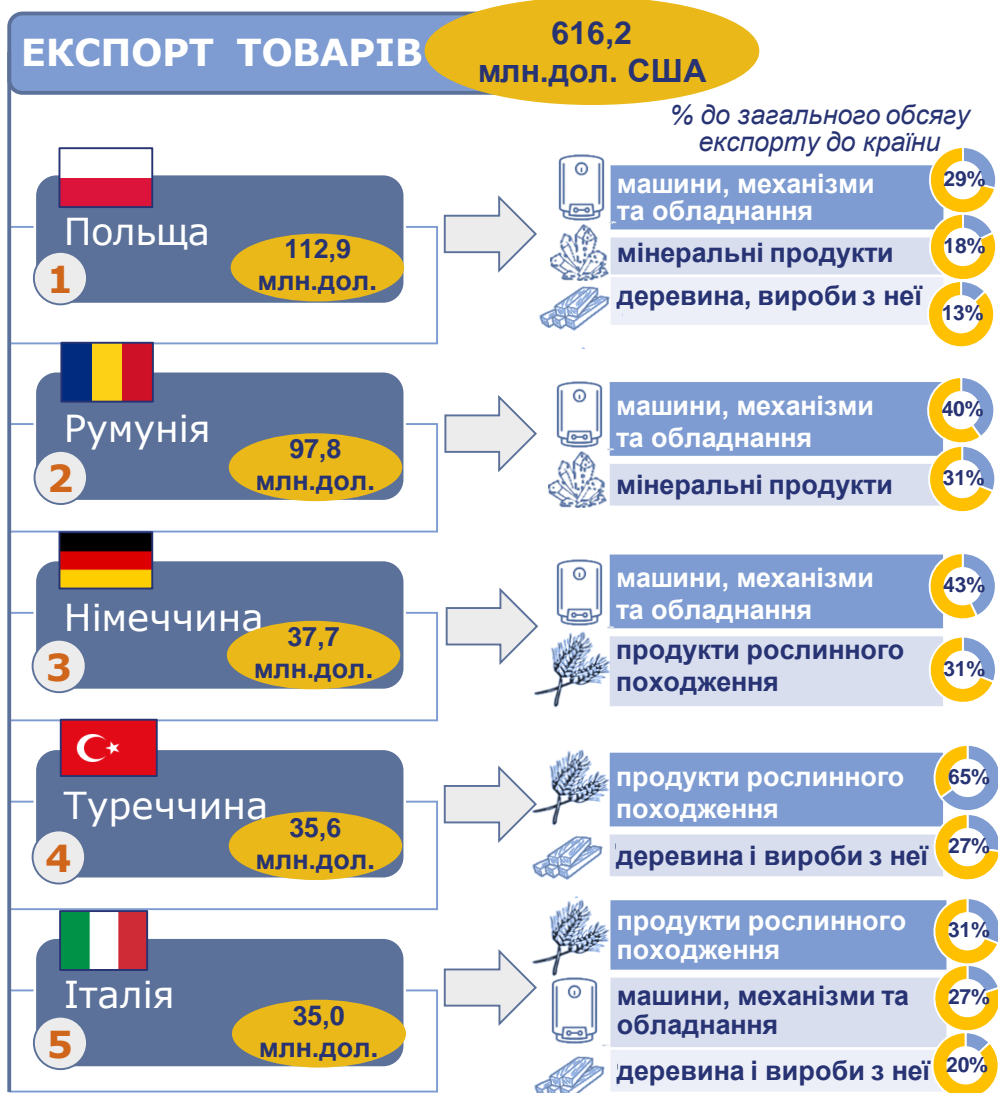 ЕКСПОРТ ТОВАРІВ
616,2
млн.дол. США
% до загального обсягу
експорту до країни
Польща
1
112,9
млн.дол.
машини, механізми
та обладнання
29%
мінеральні продукти
18%
деревина, вироби з неї
13%
Румунія
2
97,8
млн.дол.
машини, механізми
та обладнання
40%
мінеральні продукти
31%
Німеччина
3
37,7
млн.дол.
машини, механізми
та обладнання
43%
продукти рослинного
походження
31%
Туреччина
4
35,6
млн.дол.
продукти рослинного
походження
65%
деревина і вироби з неї
27%
Італія
5
35,0
млн.дол.
продукти рослинного
походження
31%
машини, механізми та
обладнання
27%
деревина і вироби з неї
20%